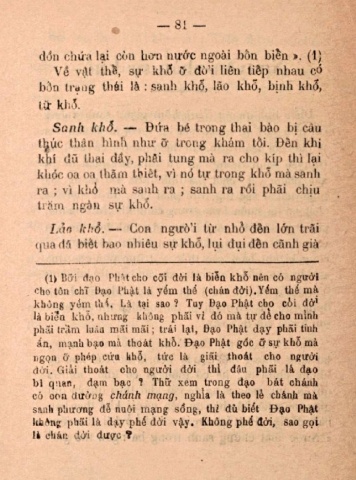 — 81 —
dón chứa lại còn hơn nước ngoài bồn biển ». (1)
Về vật thể, sự khổ ở đời liên tiếp nhau có
bồn trạng thái là : sanh khổ, lão khổ, bịnh khổ,
tử khổ.
Sanh khổ. — Đứa bé trong thai bào bị câu
thúc thân hình như ở trong khám tối. Đến khi
khí đủ thai đầy, phải tung mà ra cho kịp thì lại
khóc oa oa thảm thiết, vì nó tự trong khổ mà sanh
ra ; vì khổ mà sanh ra ; sanh ra rồi phải chịu
trăm ngàn sự khổ.
Lão khổ. — Con người từ nhỏ đến lớn trải
qua đã biết bao nhiêu sự khổ, lụi đụi đến cảnh già
(1) Bởi đạo Phật cho cõi đời là biển khổ nên có người
cho tôn chỉ Đạo Phật là yếm thế (chán đời). Yếm thế mà
không yếm thế. Là tại sao ? Tuy Đạo Phật cho cõi đời
là biển khổ, nhưng không phải vì đó mà tự để cho mình
phải trầm luân mãi mãi ; trái lại, Đạo Phật dạy phải tinh
ấn, mạnh bạo mà thoát khổ. Đạo Phật gốc ở sự khổ mà
ngọn ở phép cứu khổ, tức là giải thoát cho người
đời. Giải thoát cho người đời thì đâu phải là đạo
bi quan, đạm bạc ? Thử xem trong đạo bát chánh
có con đường chánh mạng, nghĩa là theo lẽ chánh mà
sanh phương để nuôi mạng sống, thì đủ biết Đạo Phật
không phải là dạy phế đời vậy. Không phế đời, sao gọi
là chán đời được ?